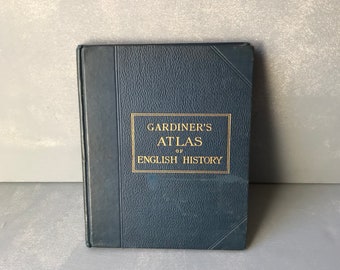 GARDINER'S
ATLAS
OF
ENGLISH HISTORY